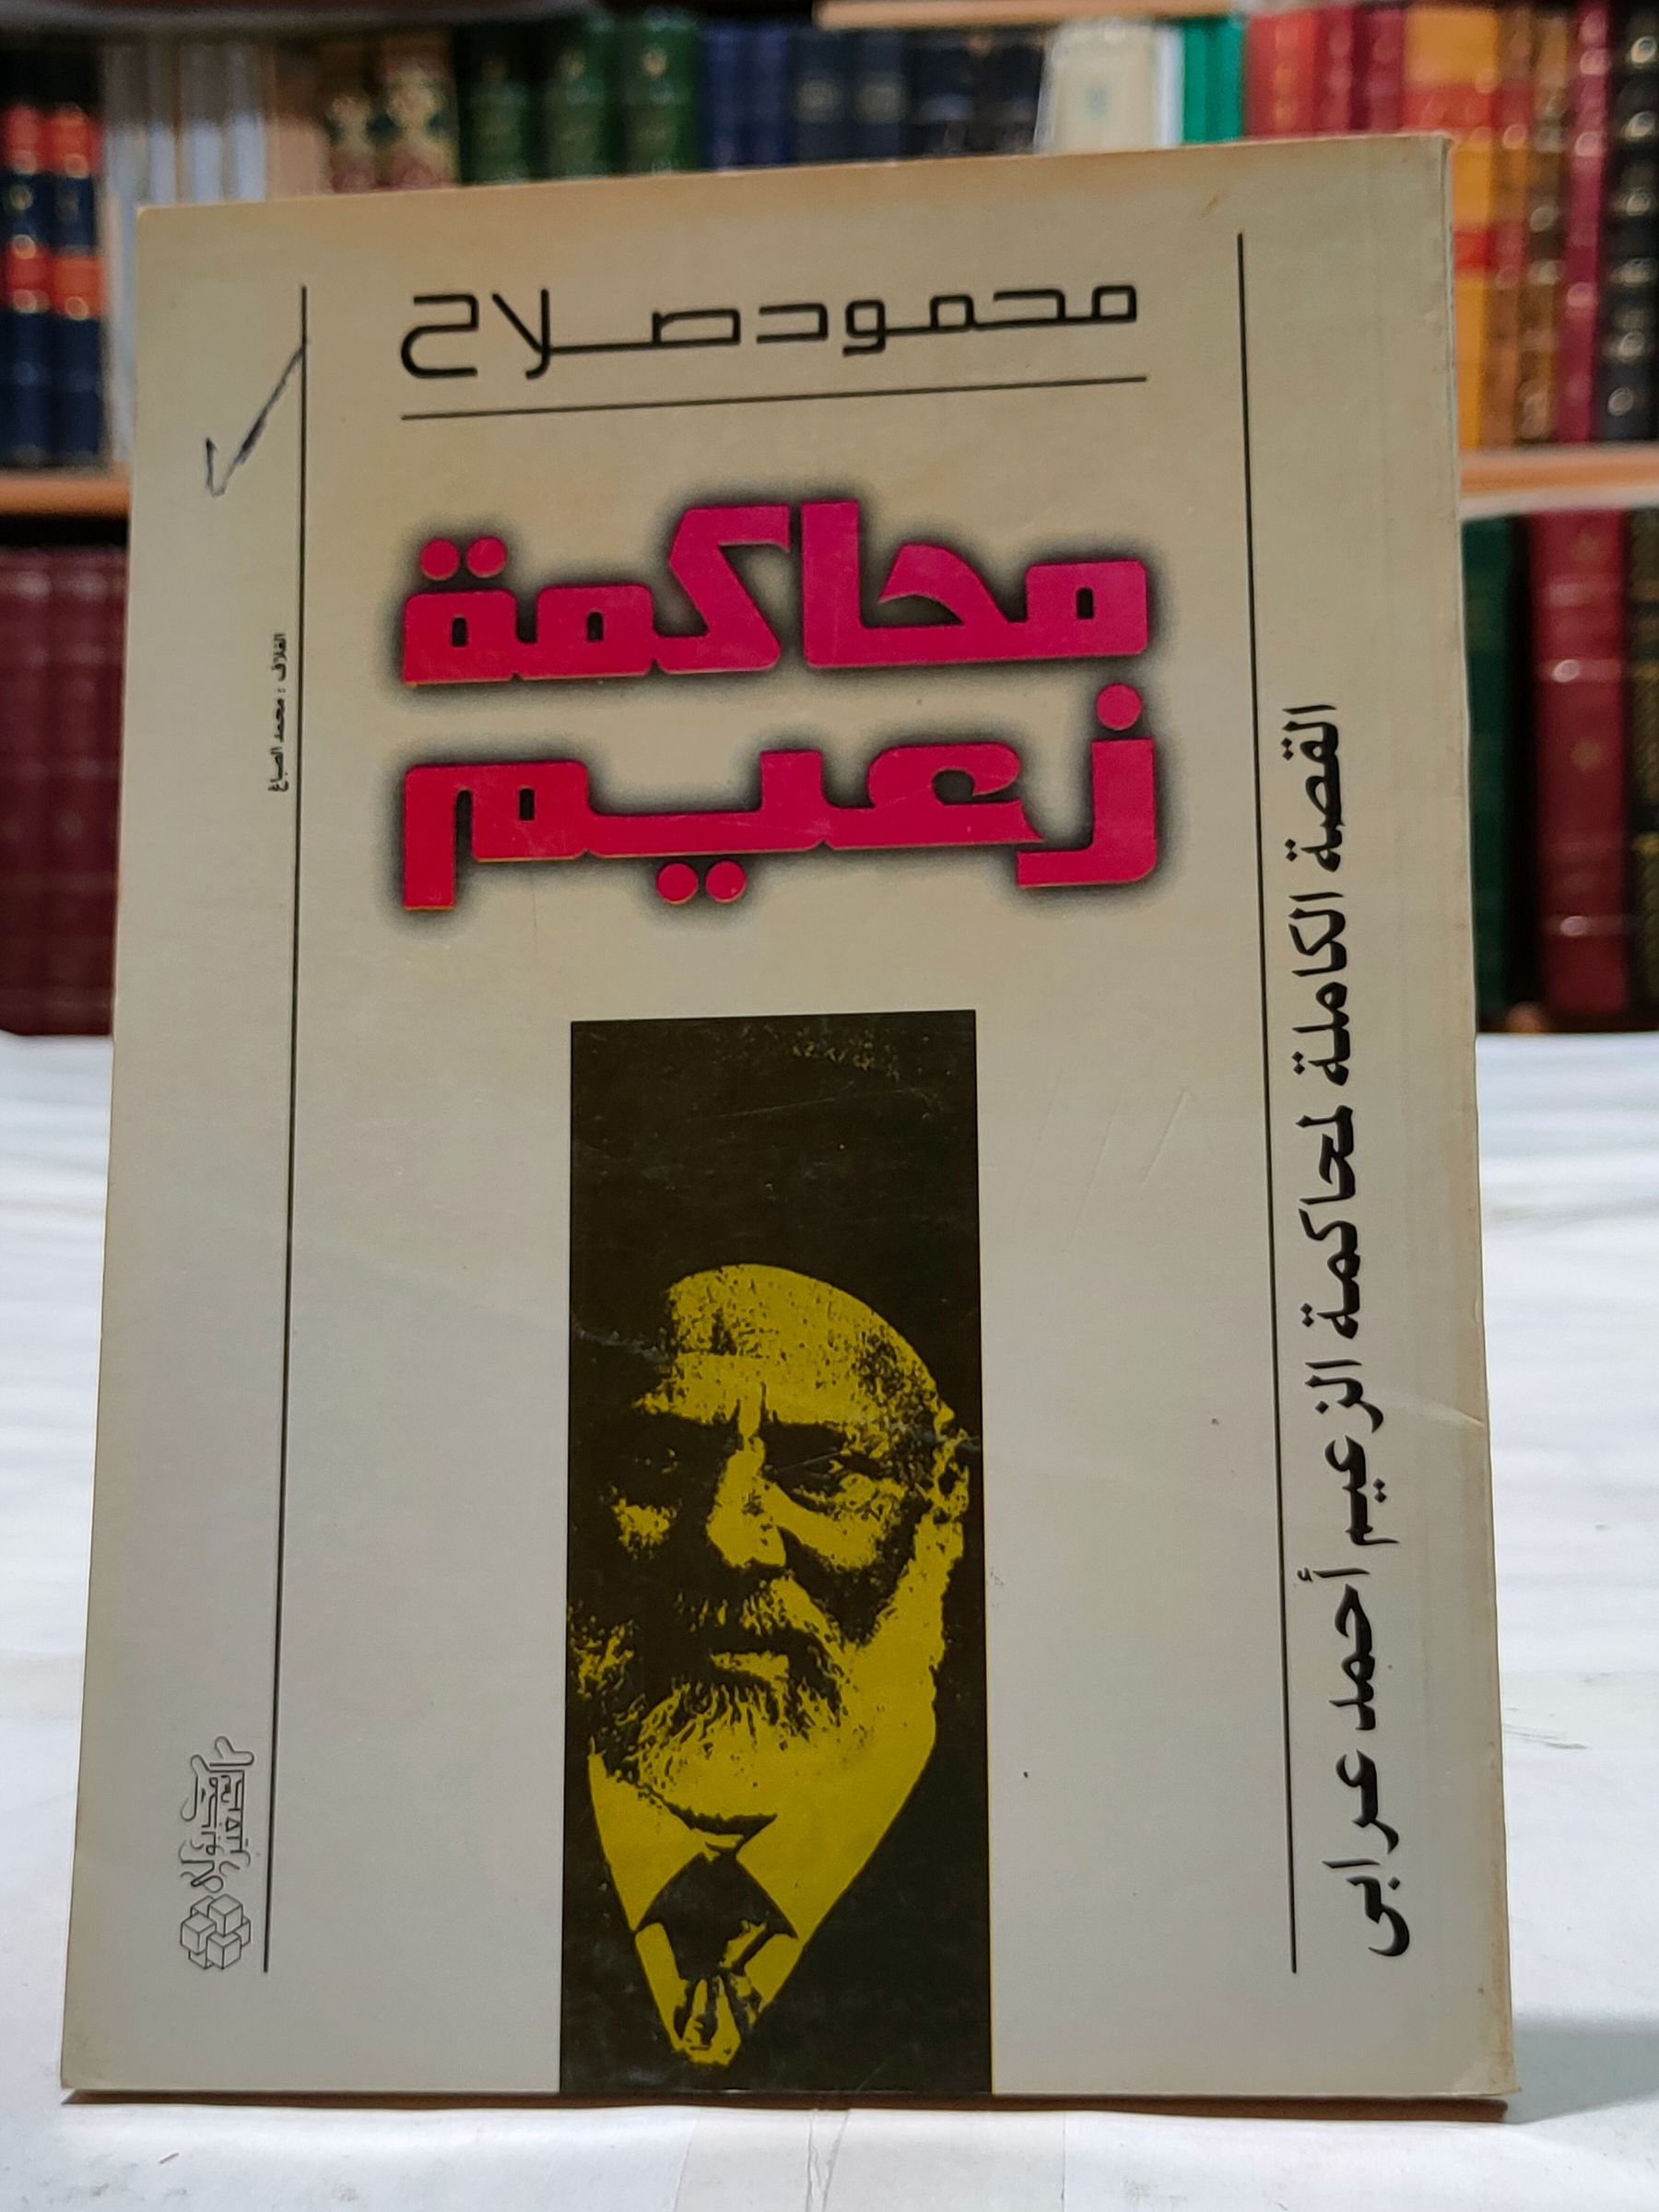 محمود صلاح
محاكمة
زعيم
القصة الكاملة لمحاكمة الزعيم أحمد عرابى
الغلاف : محمد الصباغ